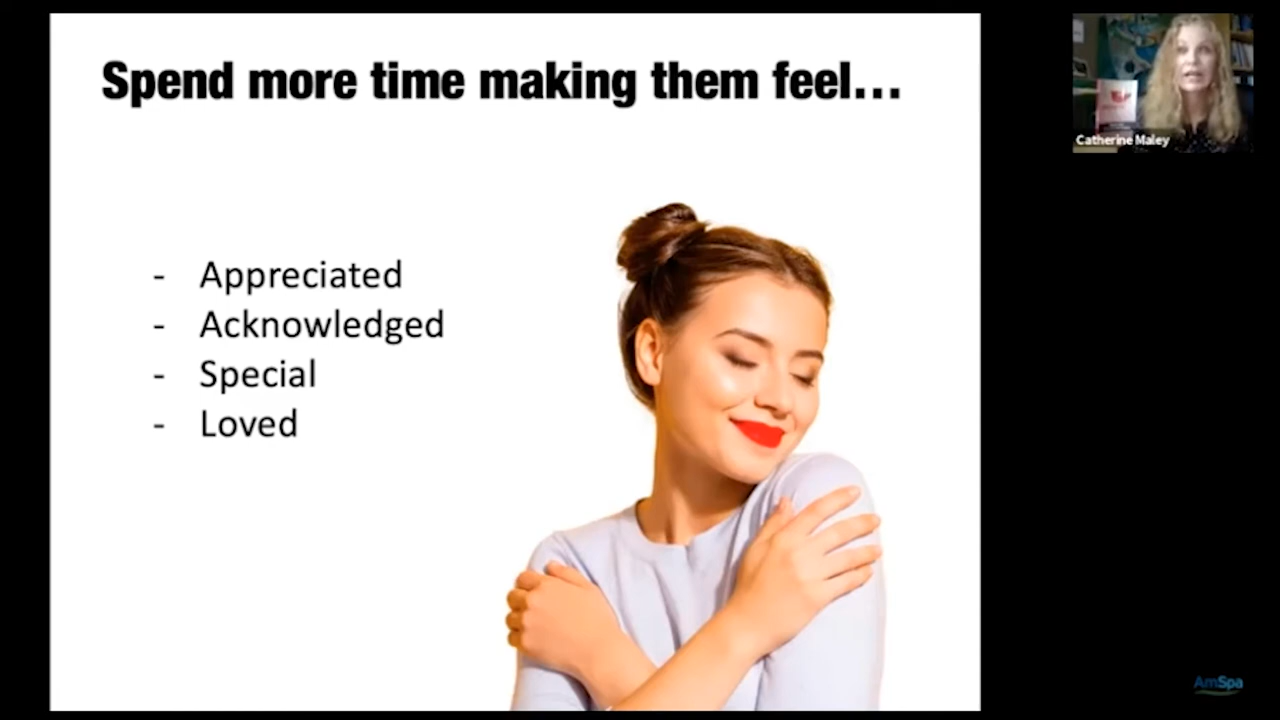 Spend more time making them feel...
- Appreciated
- Acknowledged
- Special
- Loved
Catherine Maley
AmSpa